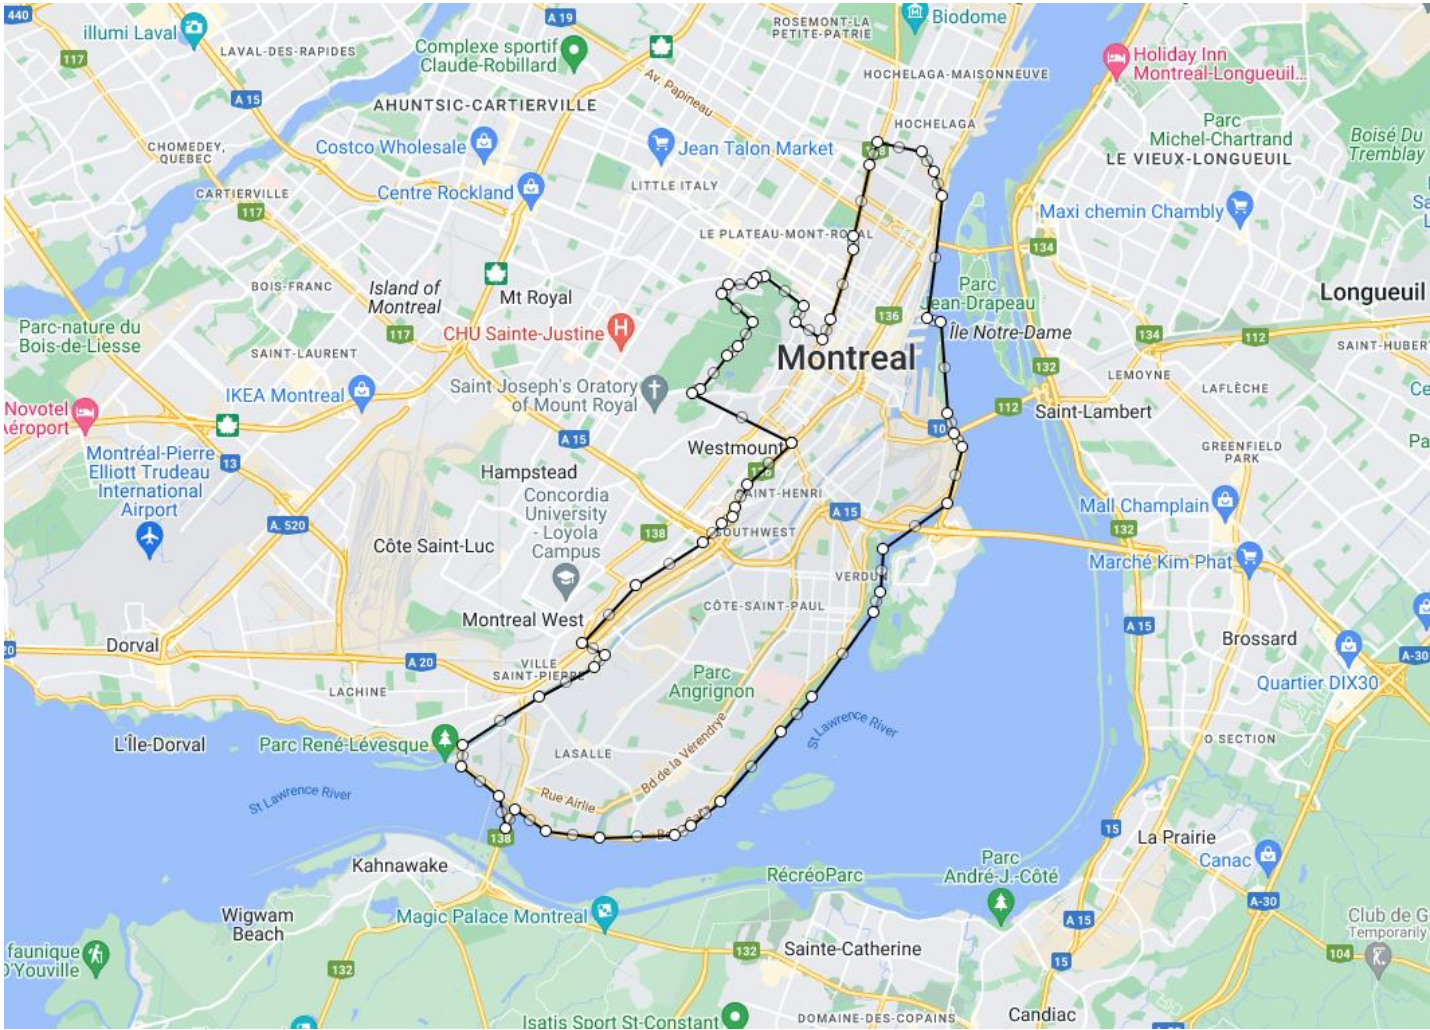 440
A 19
ROSEMONT-LA
PETITE-PATRIE
Biodome
illumi Laval
LAVAL-DES-RAPIDES
Complexe sportif
Claude-Robillard
Holiday Inn
Montreal-Longueuil...
117
Av. Papineau
HOCHELAGA-MAISONNEUVE
A 15
AHUNTSIC-CARTIERVILLE
HOCHELAGA
Parc
Michel-Chartrand
Boisé Du
Tremblay
CHOMEDEY,
QUEBEC
Costco Wholesale
Jean Talon Market
LE VIEUX-LONGUEUIL
CARTIERVILLE
Centre Rockland
LITTLE ITALY
117
Maxi chemin Chambly
LE PLATEAU-MONT-ROYAL
134
BOIS-FRANC
Island of
Montreal
Mt Royal
Parc
Jean-Drapeau
Longueuil
Parc-nature du
Bois-de-Liesse
CHU Sainte-Justine
136
Île Notre-Dame
117
134
112
SAINT-LAURENT
Montreal
132
SAINT-HUBERT
IKEA Montreal
Saint Joseph's Oratory
of Mount Royal
LEMOYNE
LAFLÈCHE
Novotel
Aéroport
112
Saint-Lambert
A 15
10
Westmount
GREENFIELD
PARK
Montréal-Pierre
Elliott Trudeau
International
Airport
13
Hampstead
SAINT-HENRI
Concordia
University
- Loyola
Campus
A 15
Mall Champlain
A. 520
138
SOUTHWEST
132
Côte Saint-Luc
Marché Kim Phat
VERDUN
CÔTE-SAINT-PAUL
Montreal West
A 15
Brossard
Dorval
20
A 20
VILLE
SAINT-PIERRE
A-30
Parc
Angrignon
Quartier DIX30
LACHINE
L'Île-Dorval
Parc René-Lévesque
LASALLE
Bd de la Vérendrye
St Lawrence River
O SECTION
St Lawrence River
Rue Airlie
138
15
La Prairie
Kahnawake
Canac
RécréoParc
Parc
André-J.-Côté
A-30
Wigwam
Beach
Magic Palace Montreal
A 15
Club de G
Temporarily
faunique
D'Youville
132
132
Sainte-Catherine
104
15
Isatis Sport St-Constant
DOMAINE-DES-COPAINS
Candiac